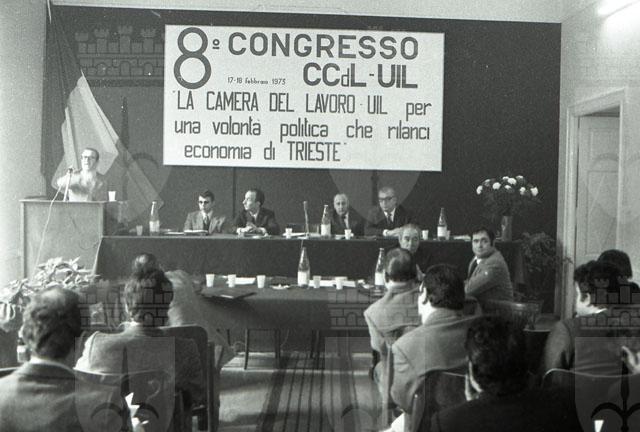 8º CONGRESSO
17-18 febbraio 1973 CCdL-UIL
"LA CAMERA DEL LAVORO-UIL per
una volontà politica che rilanci
economia di TRIESTE"